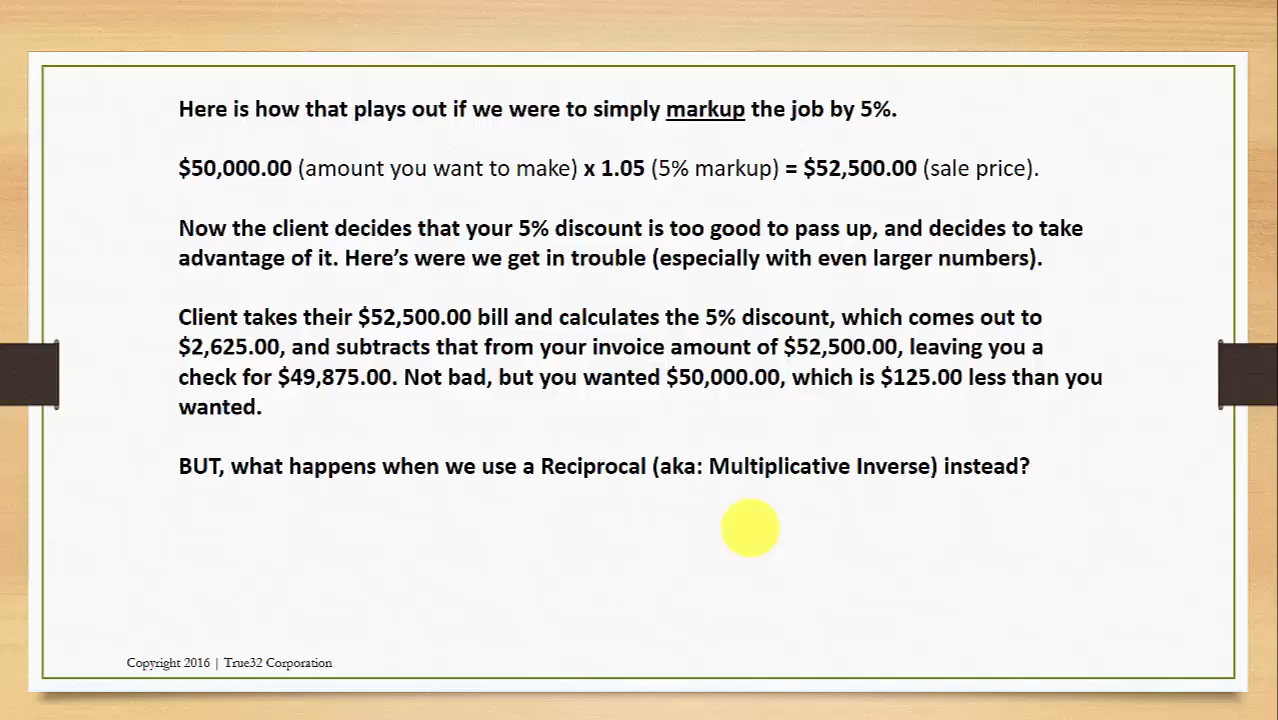 Here is how that plays out if we were to simply markup the job by 5%.
$50,000.00 (amount you want to make) x 1.05 (5% markup) = $52,500.00 (sale price).
Now the client decides that your 5% discount is too good to pass up, and decides to take
advantage of it. Here’s were we get in trouble (especially with even larger numbers).
Client takes their $52,500.00 bill and calculates the 5% discount, which comes out to
$2,625.00, and subtracts that from your invoice amount of $52,500.00, leaving you a
check for $49,875.00. Not bad, but you wanted $50,000.00, which is $125.00 less than you
wanted.
BUT, what happens when we use a Reciprocal (aka: Multiplicative Inverse) instead?
Copyright 2016 | True32 Corporation